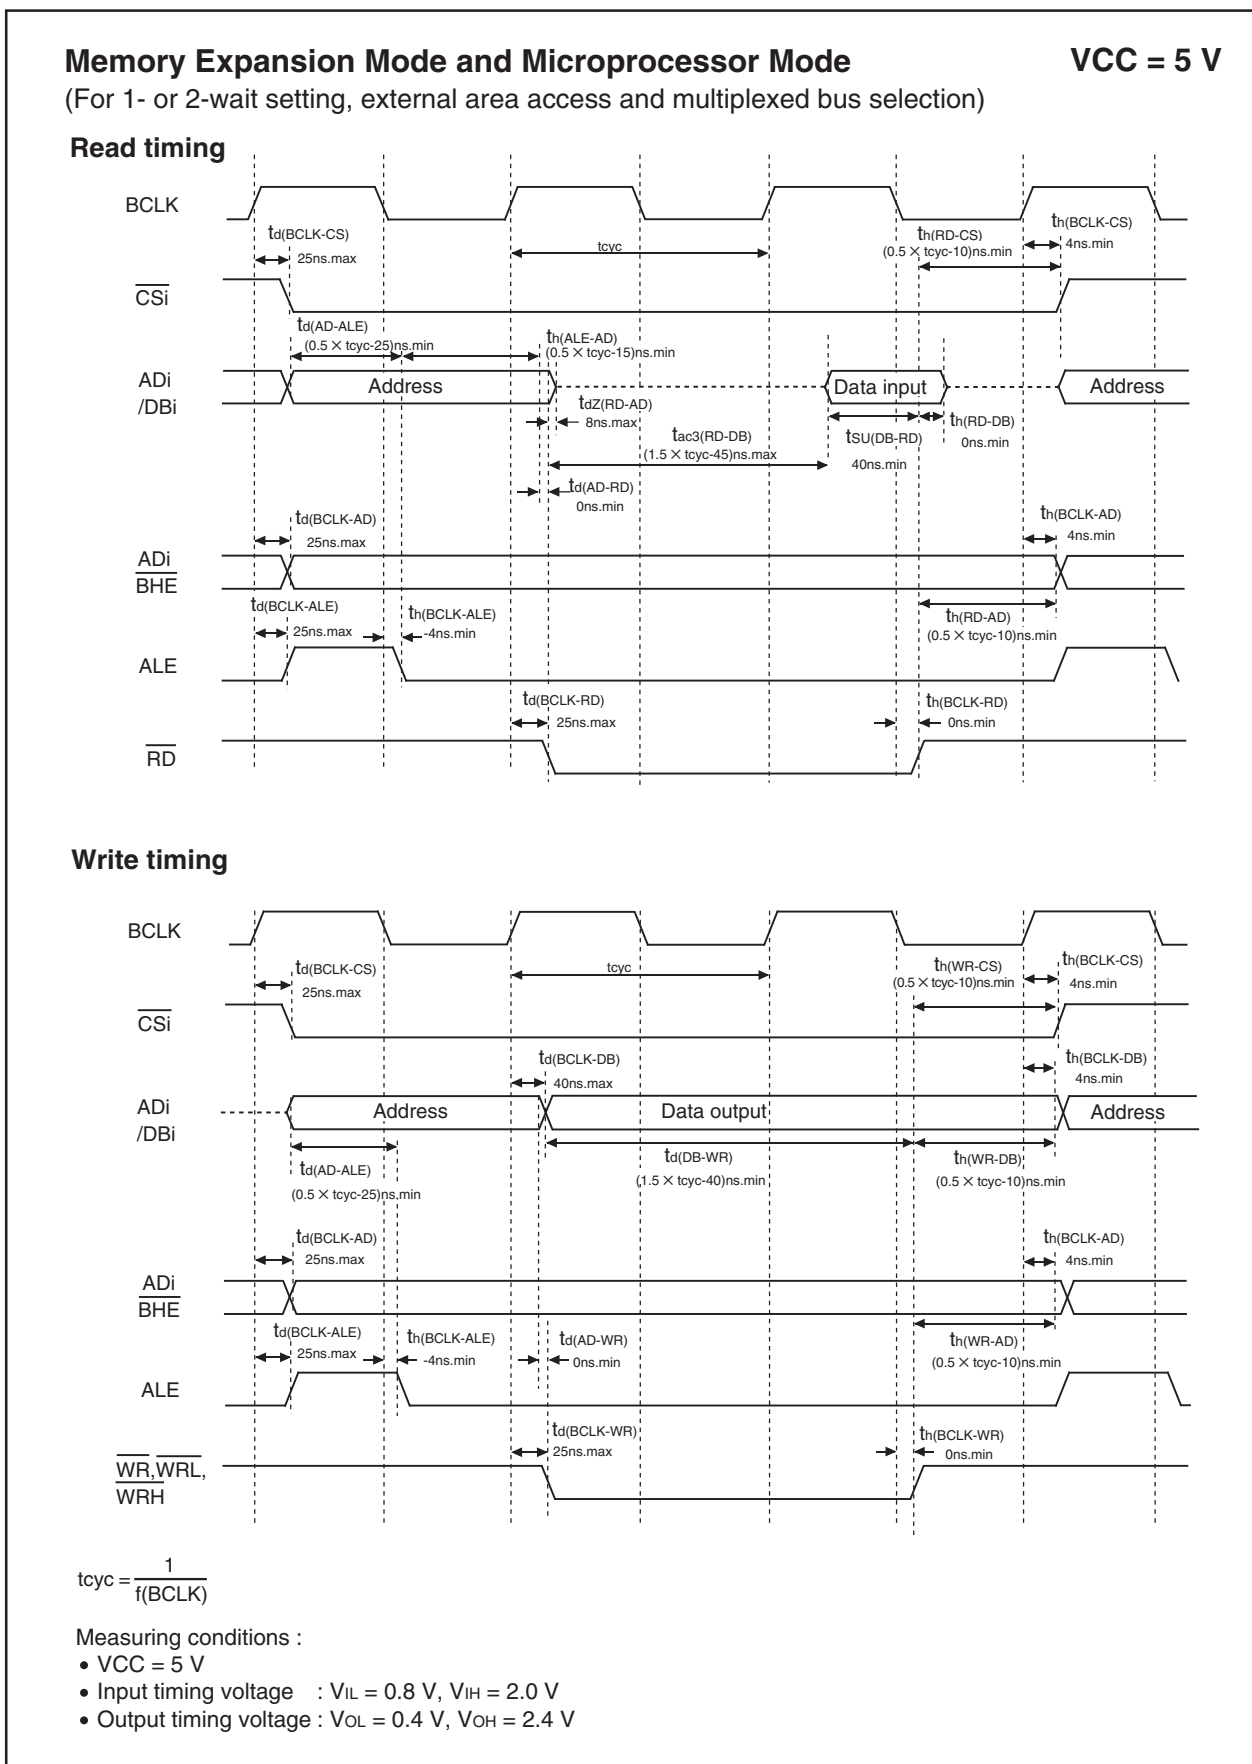 Memory Expansion Mode and Microprocessor Mode VCC = 5 V
(For 1- or 2-wait setting, external area access and multiplexed bus selection)
Read timing
BCLK
td(BCLK-CS)
25ns.max
tcyc
th(RD-CS)
(0.5 × tcyc-10)ns.min
th(BCLK-CS)
4ns.min
CSi
td(AD-ALE)
(0.5 × tcyc-25)ns.min
th(ALE-AD)
(0.5 × tcyc-15)ns.min
ADi
/DBi
Address
Data input
Address
tdZ(RD-AD)
8ns.max
tac3(RD-DB)
(1.5 × tcyc-45)ns.max
tSU(DB-RD)
40ns.min
th(RD-DB)
0ns.min
td(AD-RD)
0ns.min
td(BCLK-AD)
25ns.max
th(BCLK-AD)
4ns.min
ADi
BHE
td(BCLK-ALE)
25ns.max
th(BCLK-ALE)
-4ns.min
th(RD-AD)
(0.5 × tcyc-10)ns.min
ALE
td(BCLK-RD)
25ns.max
th(BCLK-RD)
0ns.min
RD
Write timing
BCLK
td(BCLK-CS)
25ns.max
tcyc
th(WR-CS)
(0.5 × tcyc-10)ns.min
th(BCLK-CS)
4ns.min
CSi
td(BCLK-DB)
40ns.max
th(BCLK-DB)
4ns.min
ADi
/DBi
Address
Data output
Address
td(AD-ALE)
(0.5 × tcyc-25)ns.min
td(DB-WR)
(1.5 × tcyc-40)ns.min
th(WR-DB)
(0.5 × tcyc-10)ns.min
td(BCLK-AD)
25ns.max
th(BCLK-AD)
4ns.min
ADi
BHE
td(BCLK-ALE)
25ns.max
th(BCLK-ALE)
-4ns.min
td(AD-WR)
0ns.min
th(WR-AD)
(0.5 × tcyc-10)ns.min
ALE
td(BCLK-WR)
25ns.max
th(BCLK-WR)
0ns.min
WR,WRL,
WRH
tcyc = 1
f(BCLK)
Measuring conditions :
• VCC = 5 V
• Input timing voltage : VIL = 0.8 V, VIH = 2.0 V
• Output timing voltage : VOL = 0.4 V, VOH = 2.4 V